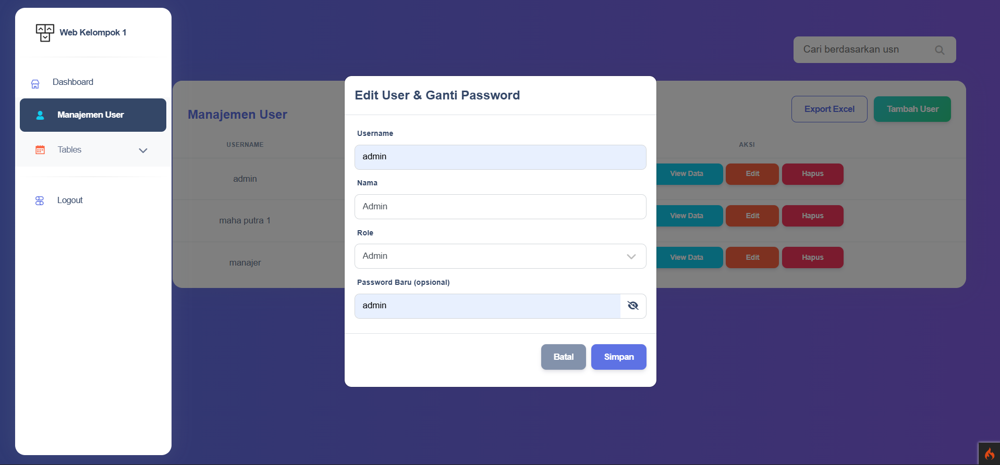 Web Kelompok 1
Dashboard
Manajemen User
Tables
Logout
Cari berdasarkan usn
Manajemen User
Export Excel
Tambah User
USERNAME
AKSI
admin
View Data
Edit
Hapus
maha putra 1
View Data
Edit
Hapus
manajer
View Data
Edit
Hapus
Edit User & Ganti Password
Username
admin
Nama
Admin
Role
Admin
Password Baru (opsional)
admin
Batal
Simpan